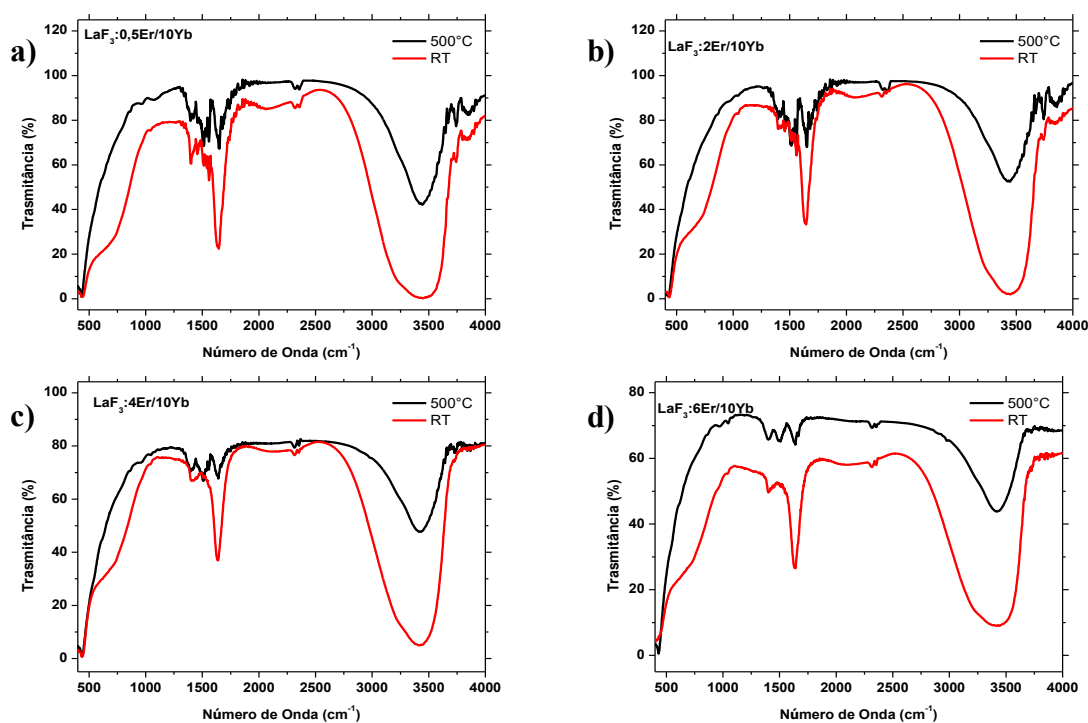 a)
LaF3:0,5Er/10Yb
500°C
RT
Trasmitância (%)
120
100
80
60
40
20
0
500 1000 1500 2000 2500 3000 3500 4000
Número de Onda (cm-1)
b)
LaF3:2Er/10Yb
500°C
RT
Trasmitância (%)
120
100
80
60
40
20
0
500 1000 1500 2000 2500 3000 3500 4000
Número de Onda (cm-1)
c)
LaF3:4Er/10Yb
500°C
RT
Trasmitância (%)
100
80
60
40
20
0
500 1000 1500 2000 2500 3000 3500 4000
Número de Onda (cm-1)
d)
LaF3:6Er/10Yb
500°C
RT
Trasmitância (%)
80
60
40
20
0
500 1000 1500 2000 2500 3000 3500 4000
Número de Onda (cm-1)